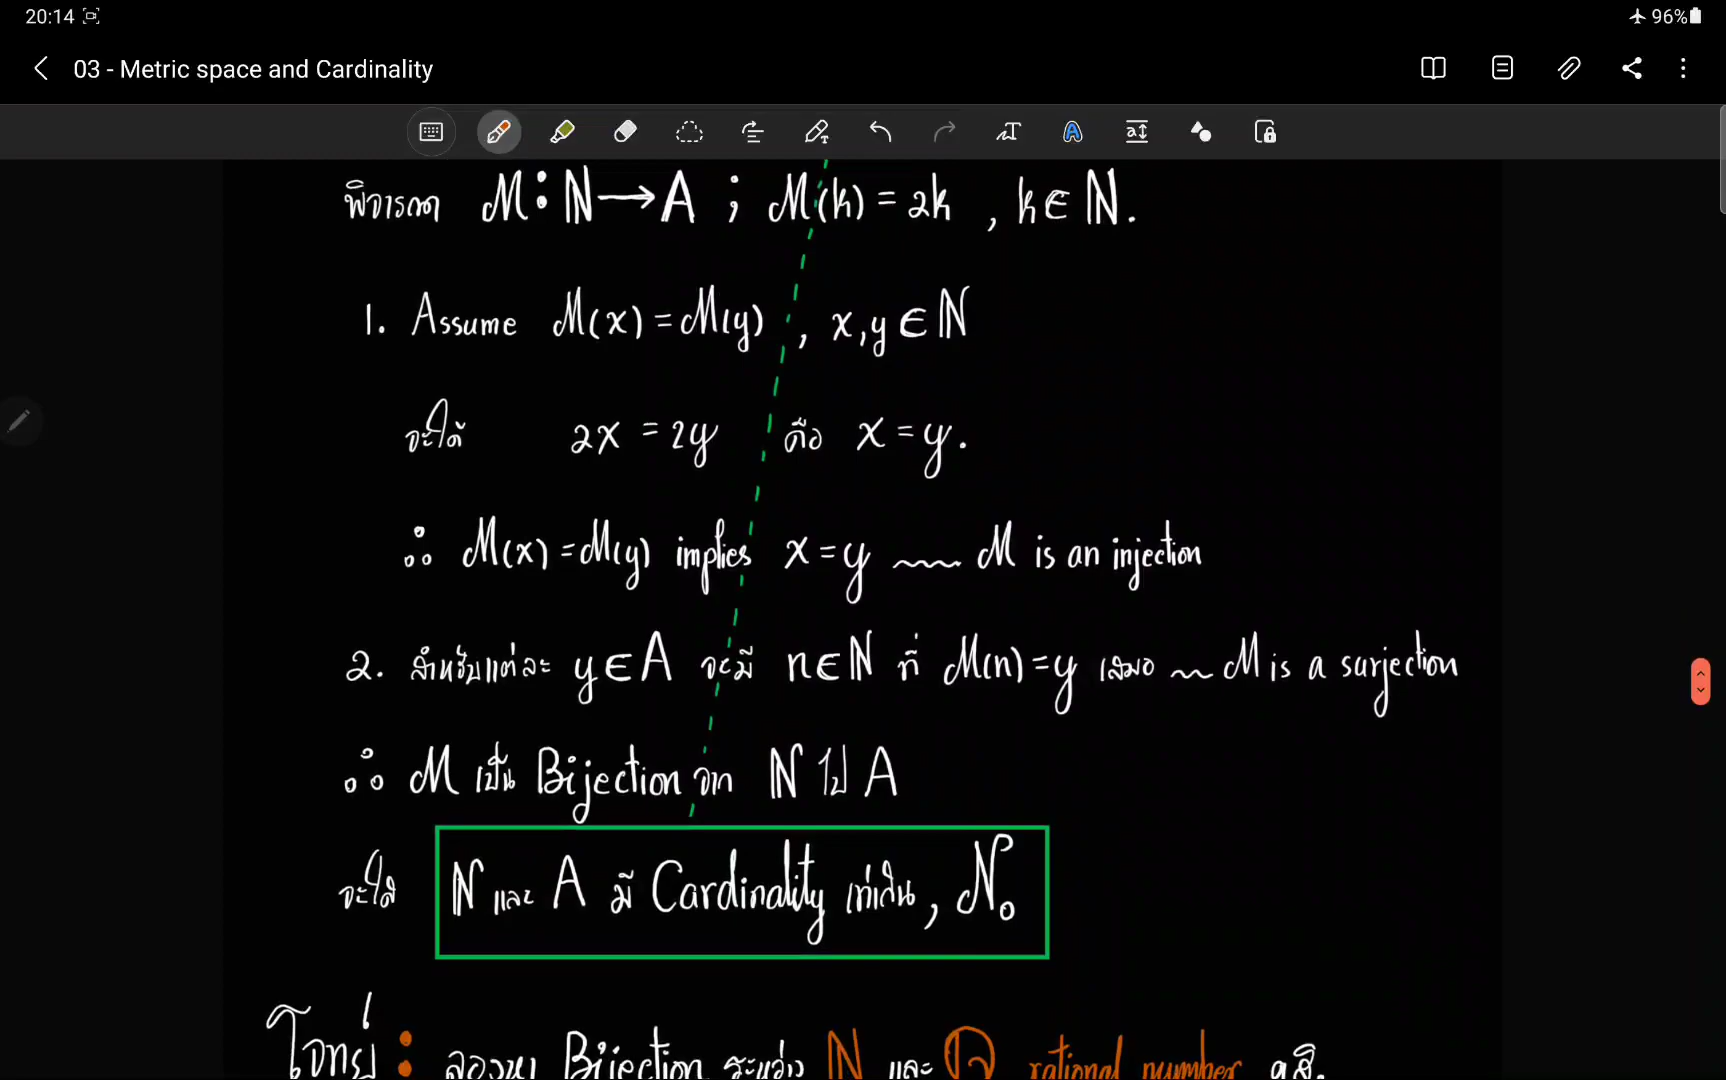 20:14
96%
03 - Metric space and Cardinality
พิจารณา M : ℕ → A ; M(k) = 2k , k ∈ ℕ.
1. Assume M(x) = M(y) , x,y ∈ ℕ
จะได้ 2x = 2y คือ x = y.
∴ M(x) = M(y) implies x = y ~~~ M is an injection
2. สำหรับแต่ละ y ∈ A จะมี n ∈ ℕ ที่ M(n) = y เสมอ ~~ M is a surjection
∴ M เป็น Bijection จาก ℕ ไป A
จะได้ ℕ และ A มี Cardinality เท่ากัน , ℵ₀
โจทย์ : ลองหา Bijection ระหว่าง ℕ และ ℚ rational number ดูสิ.